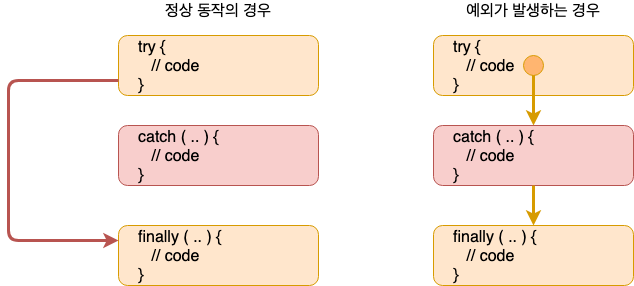 정상 동작의 경우
try {
// code
}
catch ( .. ) {
// code
}
finally ( .. ) {
// code
}
예외가 발생하는 경우
try {
// code
}
catch ( .. ) {
// code
}
finally ( .. ) {
// code
}